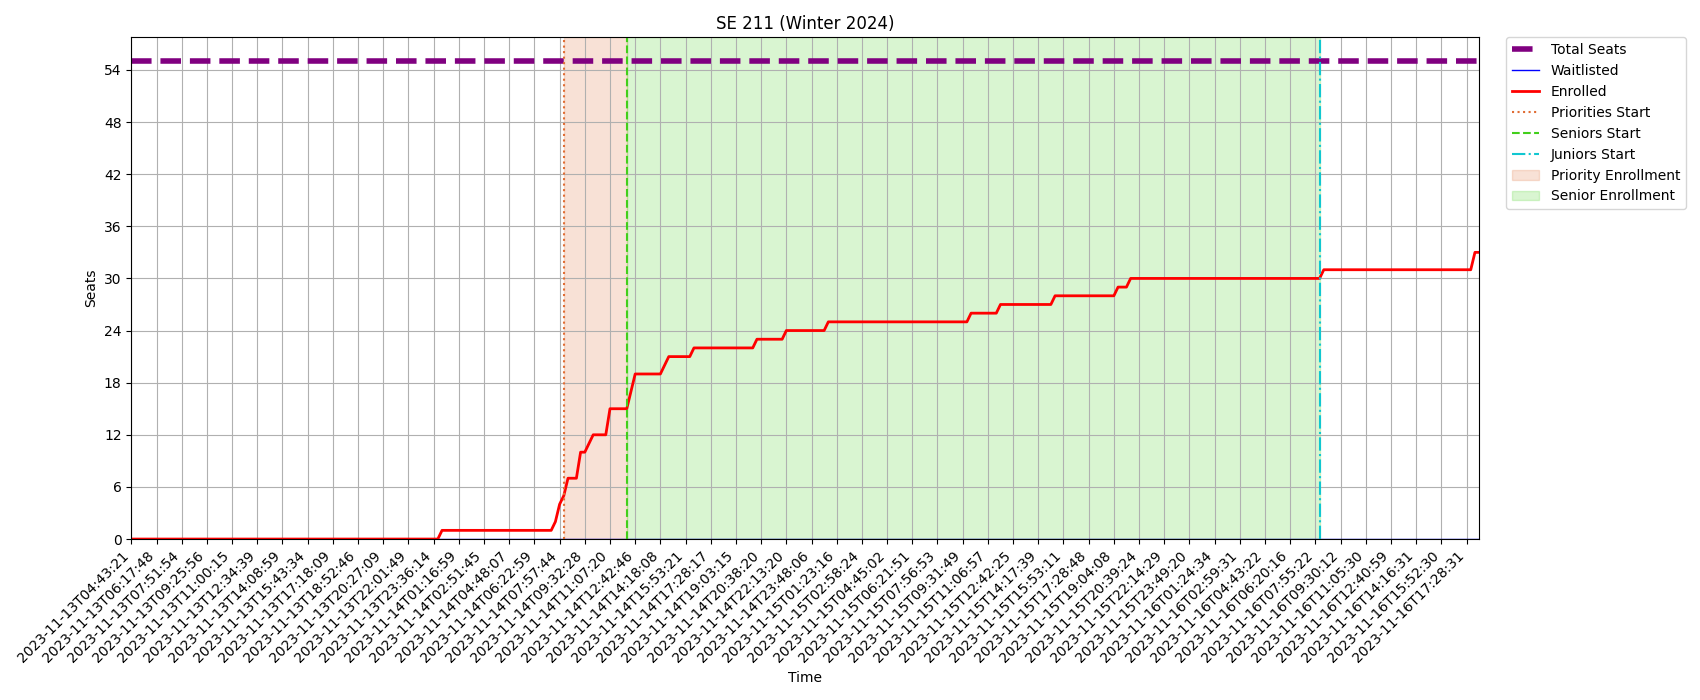 SE 211 (Winter 2024)
54
48
42
36
30
24
18
12
6
0
Seats
2023-11-13T04:43:21
2023-11-13T06:17:48
2023-11-13T07:51:54
2023-11-13T09:25:56
2023-11-13T11:00:15
2023-11-13T12:34:39
2023-11-13T14:08:59
2023-11-13T15:43:34
2023-11-13T17:18:09
2023-11-13T18:52:46
2023-11-13T20:27:09
2023-11-13T22:01:49
2023-11-13T23:36:14
2023-11-14T01:16:59
2023-11-14T02:51:45
2023-11-14T04:48:07
2023-11-14T06:22:59
2023-11-14T07:57:44
2023-11-14T09:32:28
2023-11-14T11:07:20
2023-11-14T12:42:46
2023-11-14T14:18:08
2023-11-14T15:53:21
2023-11-14T17:28:17
2023-11-14T19:03:15
2023-11-14T20:38:20
2023-11-14T22:13:20
2023-11-14T23:48:06
2023-11-15T01:23:16
2023-11-15T02:58:24
2023-11-15T04:45:02
2023-11-15T06:21:51
2023-11-15T07:56:53
2023-11-15T09:31:49
2023-11-15T11:06:57
2023-11-15T12:42:25
2023-11-15T14:17:39
2023-11-15T15:53:11
2023-11-15T17:28:48
2023-11-15T19:04:08
2023-11-15T20:39:24
2023-11-15T22:14:29
2023-11-15T23:49:20
2023-11-16T01:24:34
2023-11-16T02:59:31
2023-11-16T04:43:22
2023-11-16T06:20:16
2023-11-16T07:55:22
2023-11-16T09:30:12
2023-11-16T11:05:30
2023-11-16T12:40:59
2023-11-16T14:16:31
2023-11-16T15:52:30
2023-11-16T17:28:31
Time
Total Seats
Waitlisted
Enrolled
Priorities Start
Seniors Start
Juniors Start
Priority Enrollment
Senior Enrollment